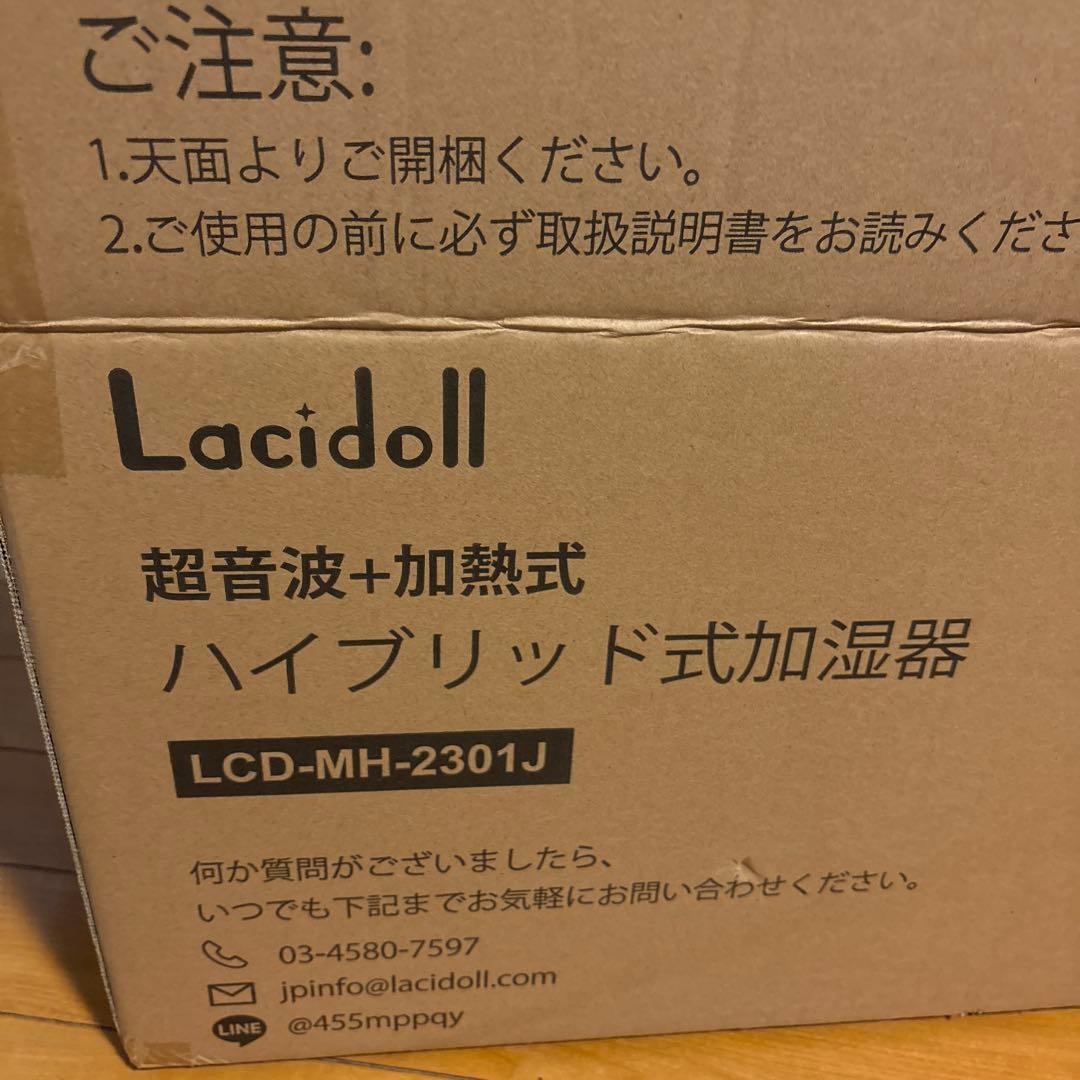 ご注意:
1.天面よりご開梱ください。
2.ご使用の前に必ず取扱説明書をお読みくださ
Lacidoll
超音波+加熱式
ハイブリッド式加湿器
LCD-MH-2301J
何か質問がございましたら、
いつでも下記までお気軽にお問い合わせください。
03-4580-7597
jpinfo@lacidoll.com
LINE @455mppqy